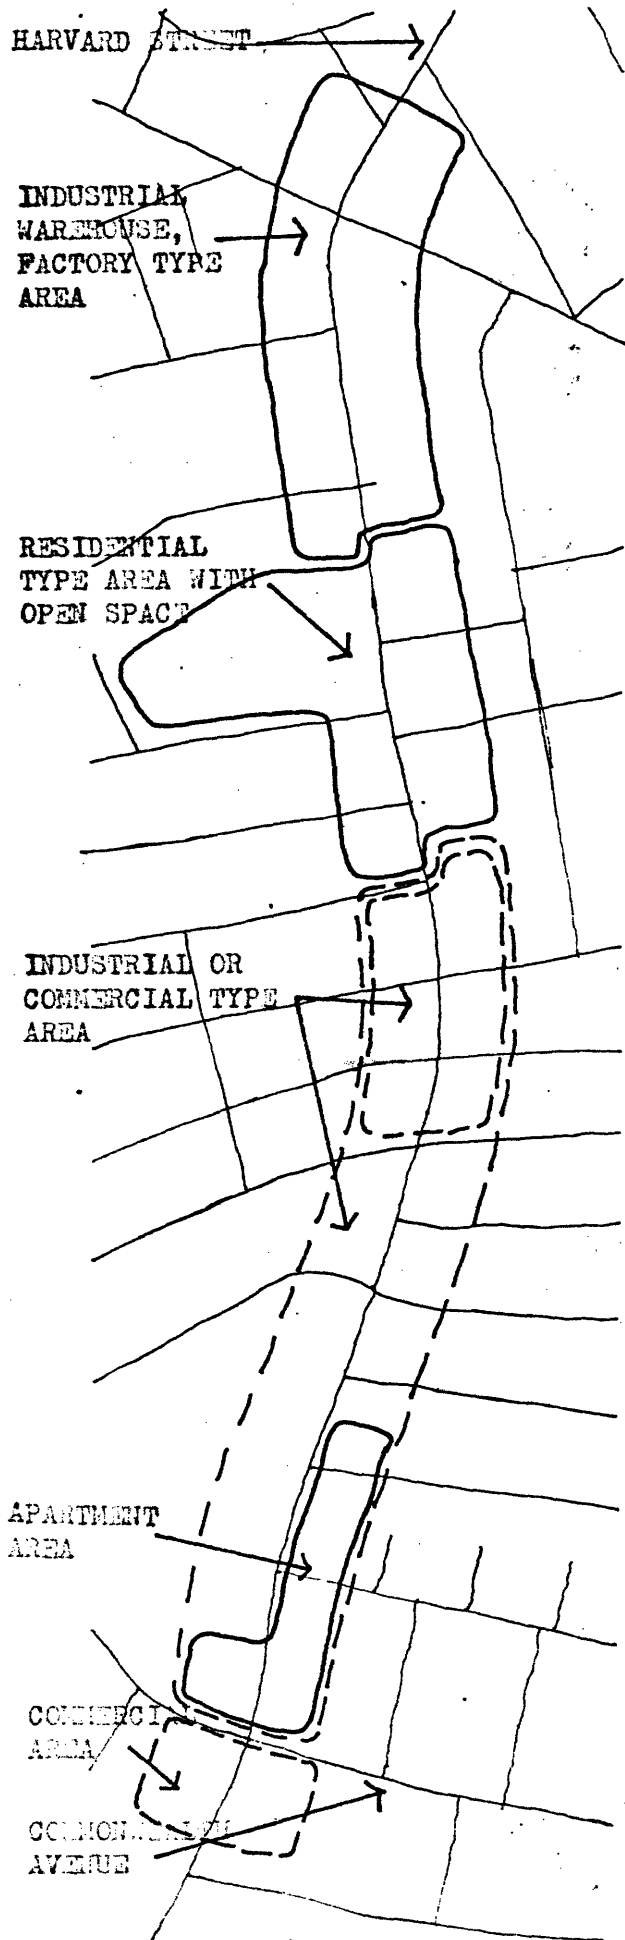 HARVARD STREET
INDUSTRIAL
WAREHOUSE,
FACTORY TYPE
AREA
RESIDENTIAL
TYPE AREA WITH
OPEN SPACE
INDUSTRIAL OR
COMMERCIAL TYPE
AREA
APARTMENT
AREA
COMMERCIAL
AREA
COMMONWEALTH
AVENUE